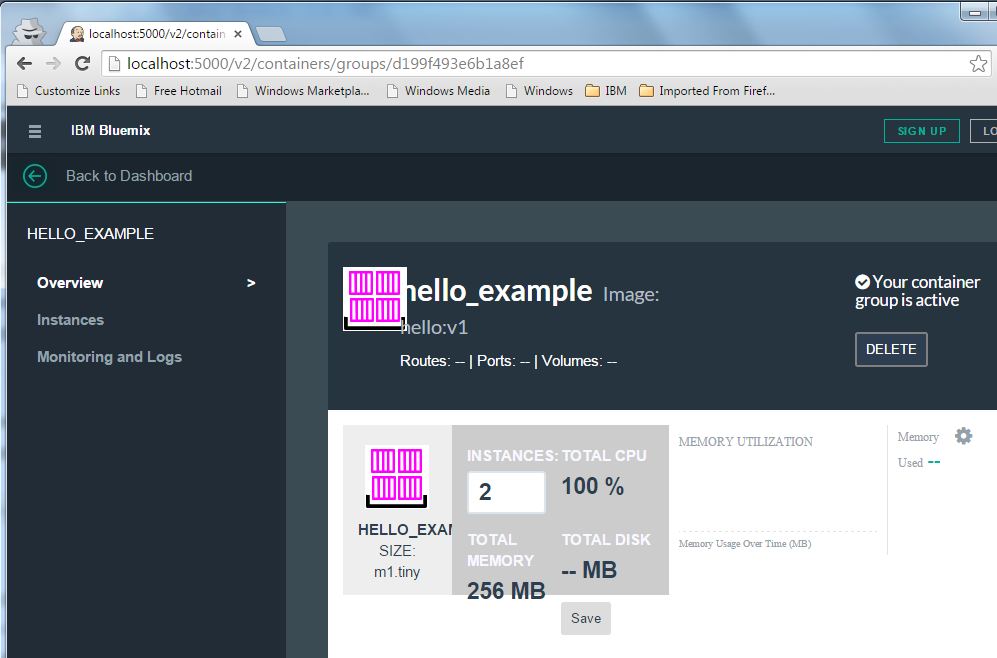 localhost:5000/v2/contain
localhost:5000/v2/containers/groups/d199f493e6b1a8ef
Customize Links Free Hotmail Windows Marketpla... Windows Media Windows IBM Imported From Firef...
IBM Bluemix
SIGN UP
LO
Back to Dashboard
HELLO_EXAMPLE
Overview >
Instances
Monitoring and Logs
hello_example Image:
hello:v1
Routes: -- | Ports: -- | Volumes: --
Your container
group is active
DELETE
HELLO_EXAM
SIZE:
m1.tiny
INSTANCES: TOTAL CPU
2 100 %
TOTAL MEMORY
256 MB
TOTAL DISK
-- MB
Save
MEMORY UTILIZATION
Memory Usage Over Time (MB)
Memory
Used --